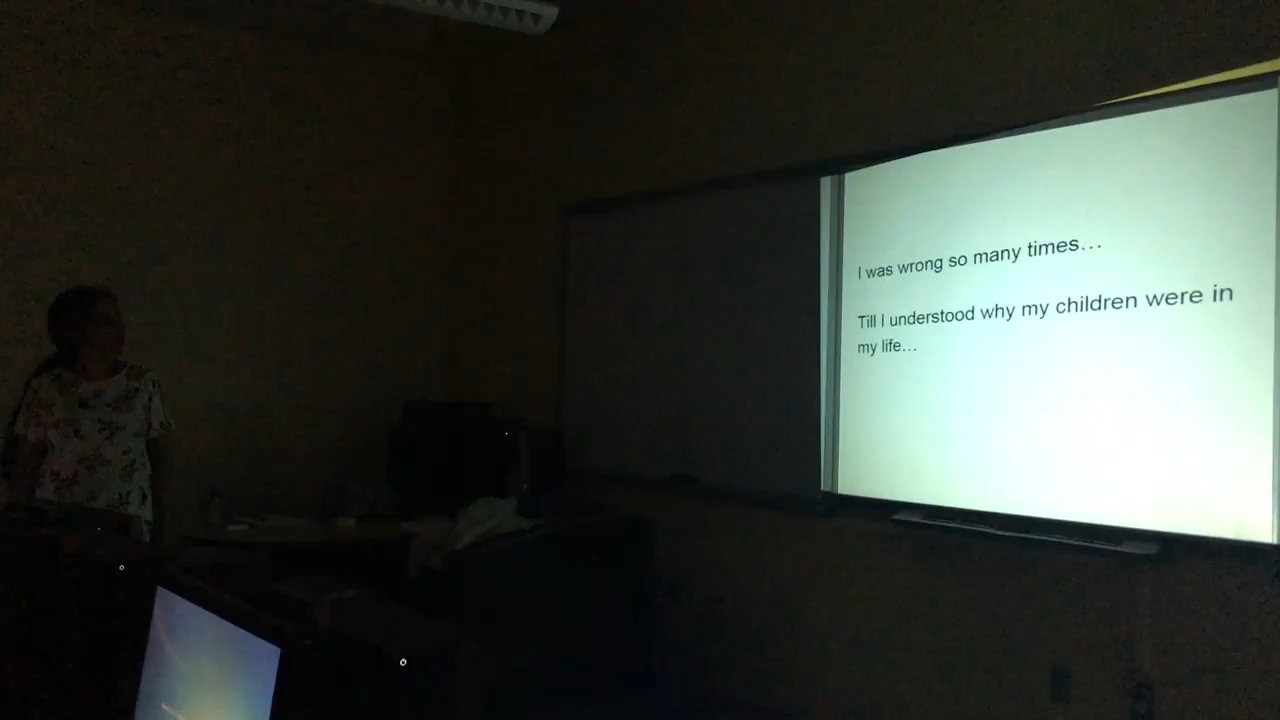 I was wrong so many times…
Till I understood why my children were in
my life…